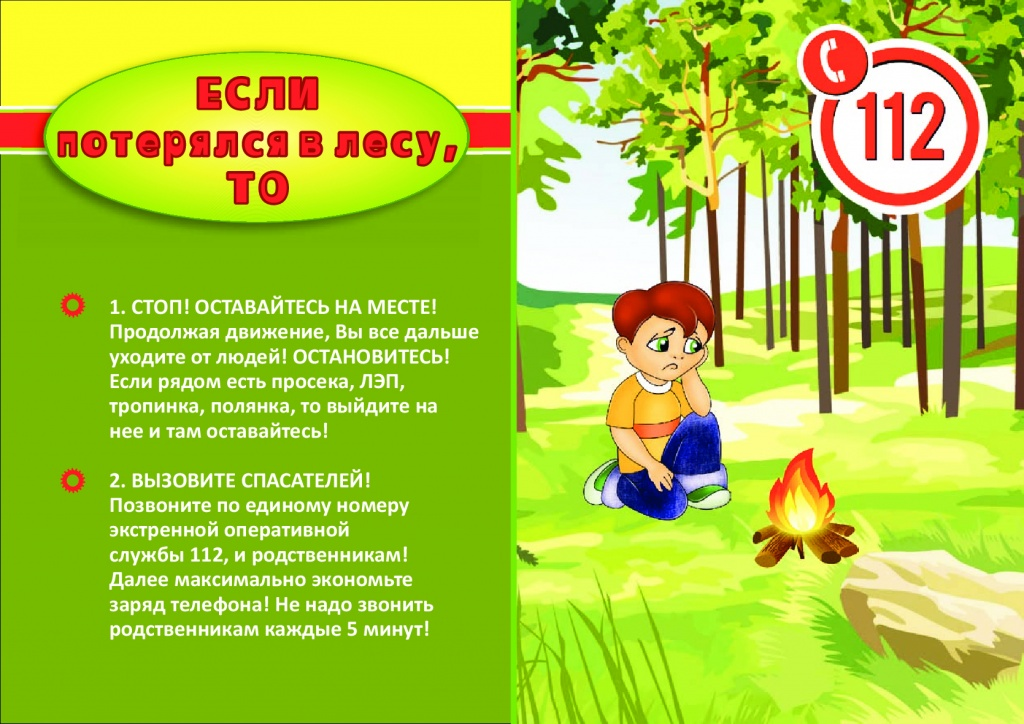 ЕСЛИ
потерялся в лесу,
ТО
112
1. СТОП! ОСТАВАЙТЕСЬ НА МЕСТЕ!
Продолжая движение, Вы все дальше
уходите от людей! ОСТАНОВИТЕСЬ!
Если рядом есть просека, ЛЭП,
тропинка, полянка, то выйдите на
нее и там оставайтесь!
2. ВЫЗОВИТЕ СПАСАТЕЛЕЙ!
Позвоните по единому номеру
экстренной оперативной
службы 112, и родственникам!
Далее максимально экономьте
заряд телефона! Не надо звонить
родственникам каждые 5 минут!